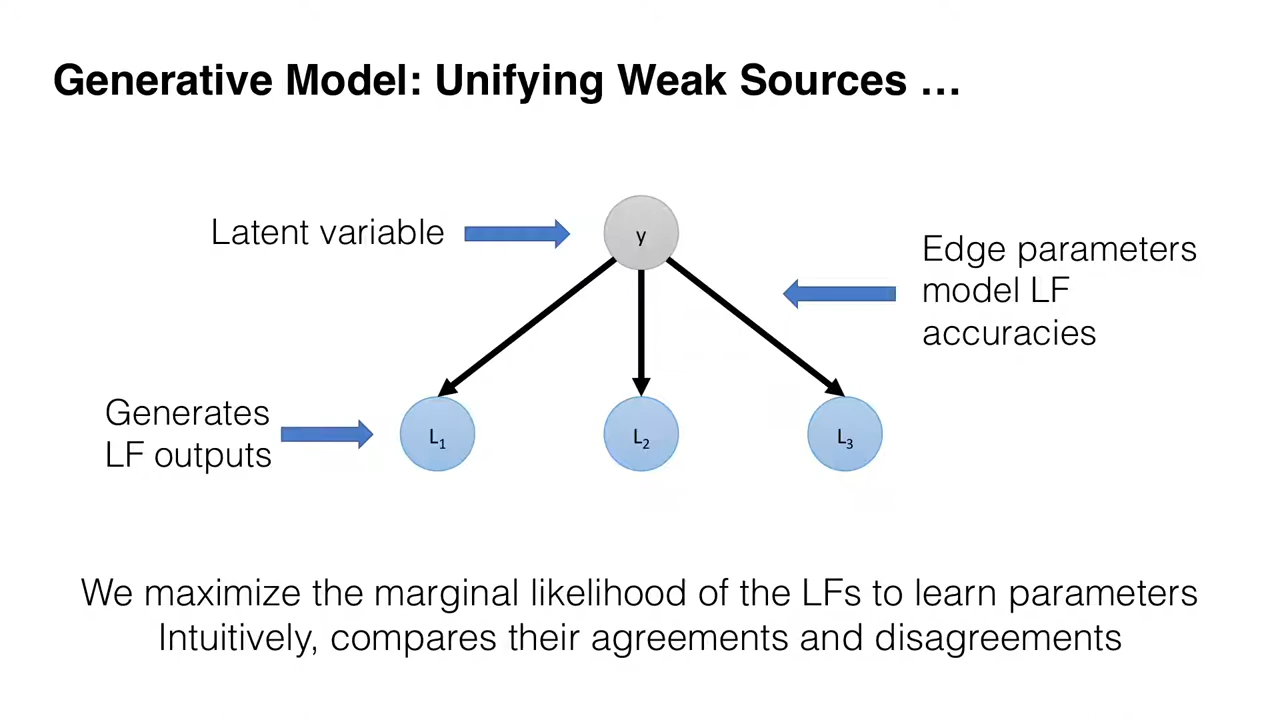 Generative Model: Unifying Weak Sources ...
Latent variable
y
Edge parameters
model LF
accuracies
Generates
LF outputs
L1
L2
L3
We maximize the marginal likelihood of the LFs to learn parameters
Intuitively, compares their agreements and disagreements